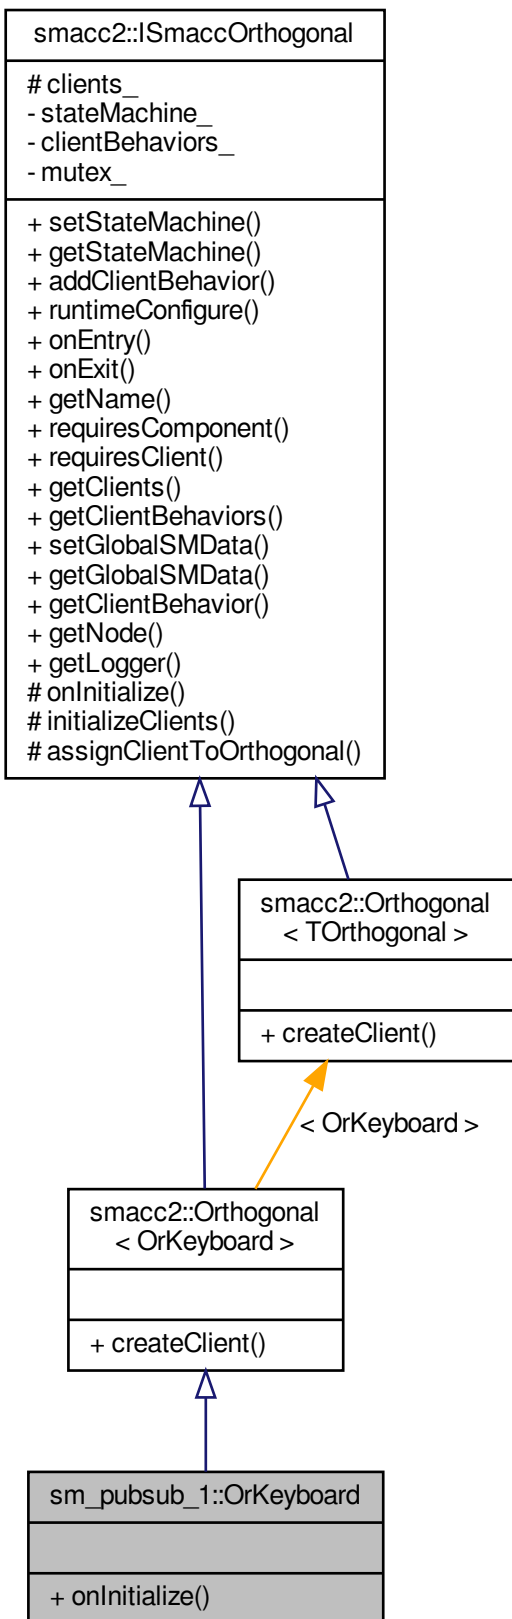 smacc2::ISmaccOrthogonal
# clients_
- stateMachine_
- clientBehaviors_
- mutex_
+ setStateMachine()
+ getStateMachine()
+ addClientBehavior()
+ runtimeConfigure()
+ onEntry()
+ onExit()
+ getName()
+ requiresComponent()
+ requiresClient()
+ getClients()
+ getClientBehaviors()
+ setGlobalSMData()
+ getGlobalSMData()
+ getClientBehavior()
+ getNode()
+ getLogger()
# onInitialize()
# initializeClients()
# assignClientToOrthogonal()
smacc2::Orthogonal
< TOrthogonal >
+ createClient()
< OrKeyboard >
smacc2::Orthogonal
< OrKeyboard >
+ createClient()
sm_pubsub_1::OrKeyboard
+ onInitialize()